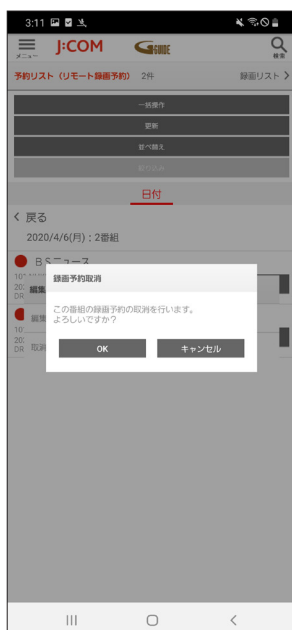 3:11
メニュー
J:COM
GGUIDE
検索
予約リスト（リモート録画予約） 2件
録画リスト
一括操作
更新
並べ替え
絞り込み
日付
戻る
2020/4/6(月)：2番組
BSニュース
録画予約取消
この番組の録画予約の取消を行います。
よろしいですか？
OK
キャンセル
編集
DR
編集
DR
取消